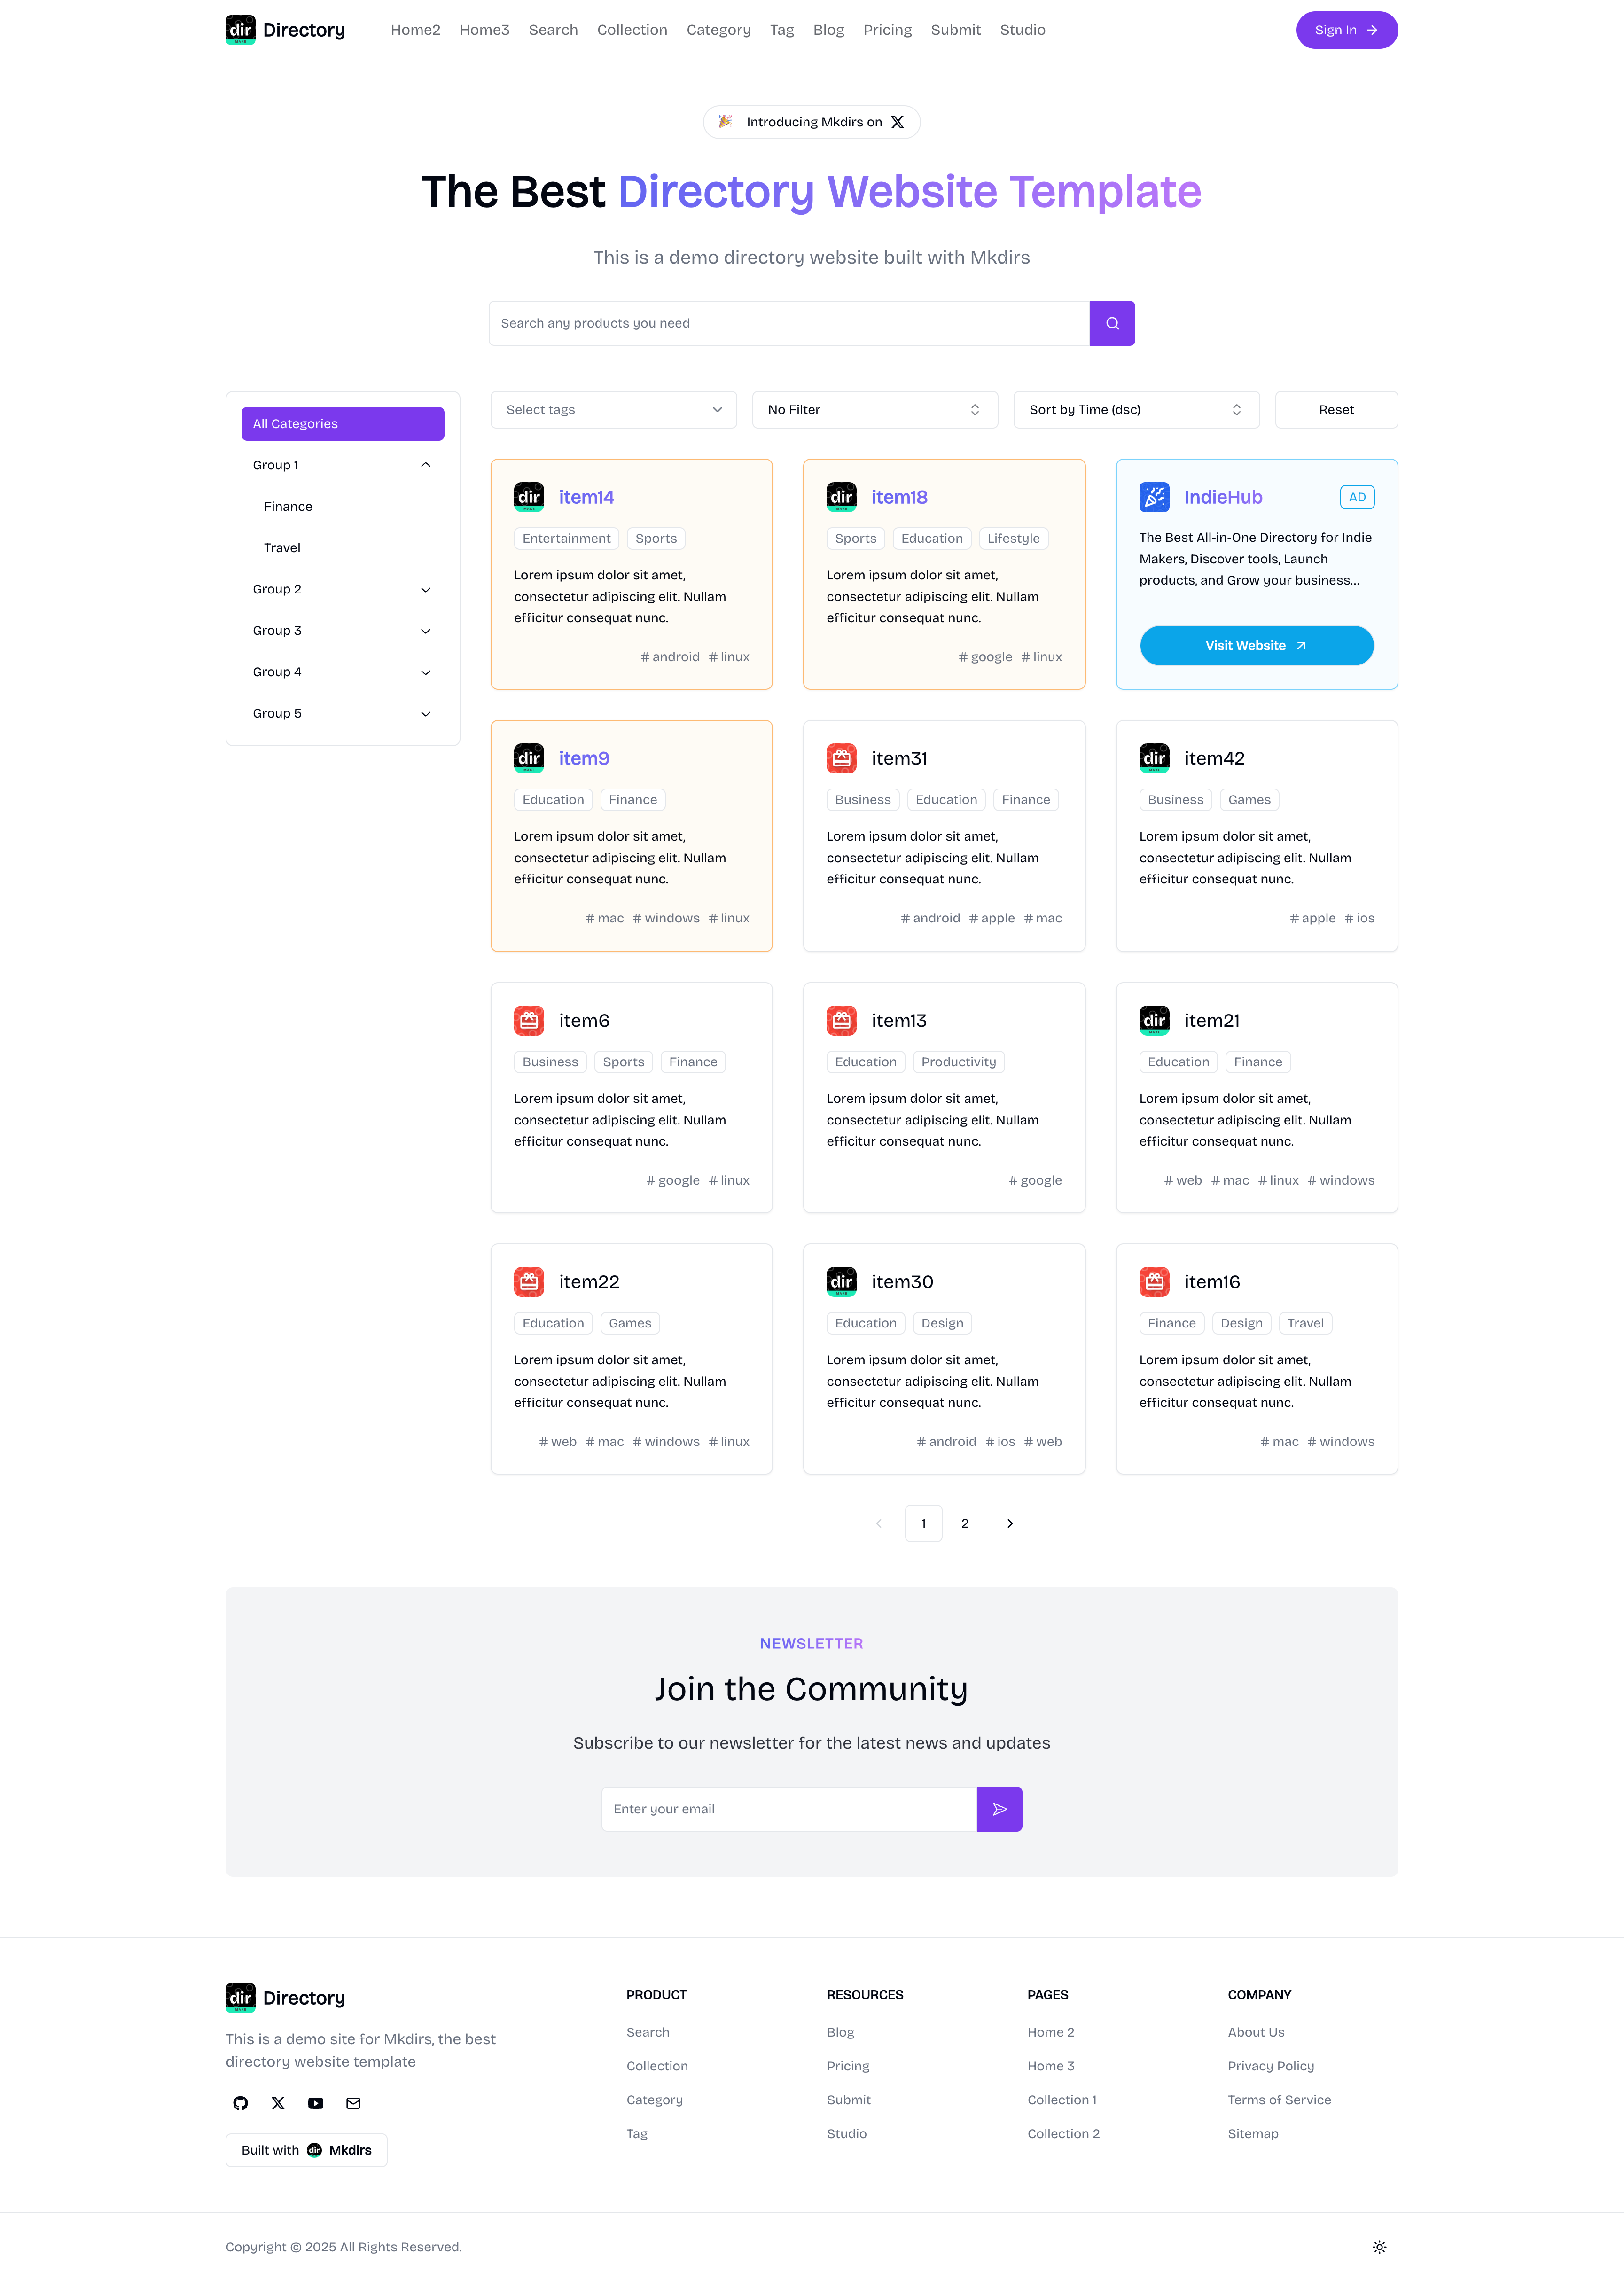 dir Directory Home2 Home3 Search Collection Category Tag Blog Pricing Submit Studio Sign In
Introducing Mkdirs on X
The Best Directory Website Template
This is a demo directory website built with Mkdirs
Search any products you need
All Categories
Group 1
Finance
Travel
Group 2
Group 3
Group 4
Group 5
Select tags No Filter Sort by Time (dsc) Reset
dir item14
Entertainment Sports
Lorem ipsum dolor sit amet,
consectetur adipiscing elit. Nullam
efficitur consequat nunc.
# android # linux
dir item18
Sports Education Lifestyle
Lorem ipsum dolor sit amet,
consectetur adipiscing elit. Nullam
efficitur consequat nunc.
# google # linux
IndieHub AD
The Best All-in-One Directory for Indie
Makers, Discover tools, Launch
products, and Grow your business...
Visit Website
dir item9
Education Finance
Lorem ipsum dolor sit amet,
consectetur adipiscing elit. Nullam
efficitur consequat nunc.
# mac # windows # linux
item31
Business Education Finance
Lorem ipsum dolor sit amet,
consectetur adipiscing elit. Nullam
efficitur consequat nunc.
# android # apple # mac
dir item42
Business Games
Lorem ipsum dolor sit amet,
consectetur adipiscing elit. Nullam
efficitur consequat nunc.
# apple # ios
item6
Business Sports Finance
Lorem ipsum dolor sit amet,
consectetur adipiscing elit. Nullam
efficitur consequat nunc.
# google # linux
item13
Education Productivity
Lorem ipsum dolor sit amet,
consectetur adipiscing elit. Nullam
efficitur consequat nunc.
# google
dir item21
Education Finance
Lorem ipsum dolor sit amet,
consectetur adipiscing elit. Nullam
efficitur consequat nunc.
# web # mac # linux # windows
item22
Education Games
Lorem ipsum dolor sit amet,
consectetur adipiscing elit. Nullam
efficitur consequat nunc.
# web # mac # windows # linux
dir item30
Education Design
Lorem ipsum dolor sit amet,
consectetur adipiscing elit. Nullam
efficitur consequat nunc.
# android # ios # web
item16
Finance Design Travel
Lorem ipsum dolor sit amet,
consectetur adipiscing elit. Nullam
efficitur consequat nunc.
# mac # windows
1 2
NEWSLETTER
Join the Community
Subscribe to our newsletter for the latest news and updates
Enter your email
dir Directory
This is a demo site for Mkdirs, the best
directory website template
Built with dir Mkdirs
PRODUCT
Search
Collection
Category
Tag
RESOURCES
Blog
Pricing
Submit
Studio
PAGES
Home 2
Home 3
Collection 1
Collection 2
COMPANY
About Us
Privacy Policy
Terms of Service
Sitemap
Copyright © 2025 All Rights Reserved.